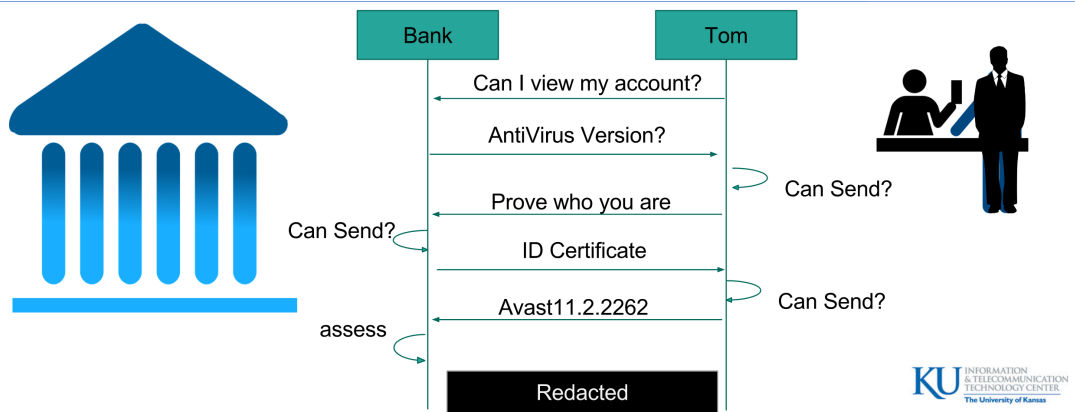 Bank
Tom
Can I view my account?
AntiVirus Version?
Can Send?
Prove who you are
Can Send?
ID Certificate
Can Send?
Avast11.2.2262
assess
Redacted
KU
INFORMATION
& TELECOMMUNICATION
TECHNOLOGY CENTER
The University of Kansas